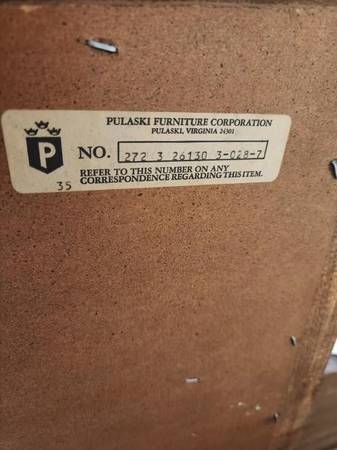 PULASKI FURNITURE CORPORATION
PULASKI, VIRGINIA 24301
P
NO. 272 3 26130 3-028-7
REFER TO THIS NUMBER ON ANY
CORRESPONDENCE REGARDING THIS ITEM.
35